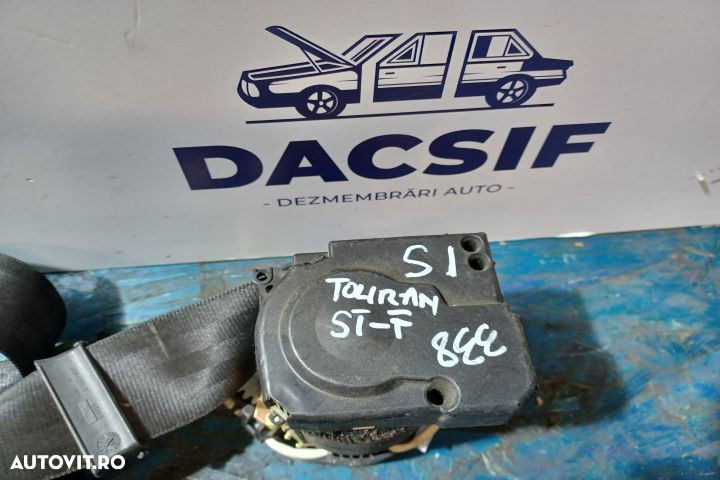 DACSIF
- DEZMEMBRĂRI AUTO -
S1
TOURAN
ST-F
AUTOVIT.RO